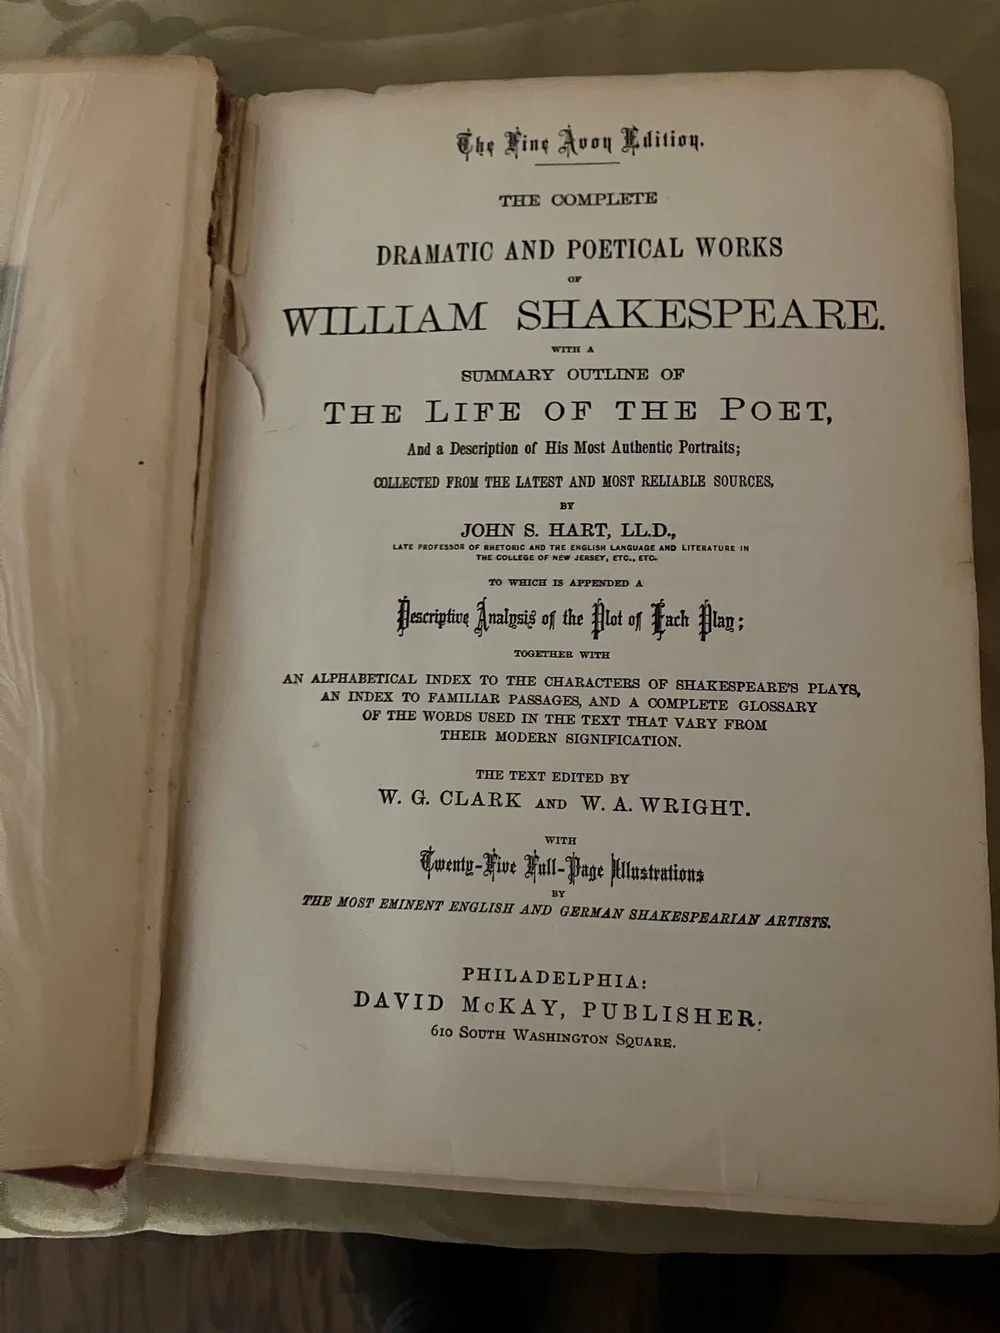 The Fine Avon Edition.
THE COMPLETE
DRAMATIC AND POETICAL WORKS
OF
WILLIAM SHAKESPEARE.
WITH A
SUMMARY OUTLINE OF
THE LIFE OF THE POET,
And a Description of His Most Authentic Portraits;
COLLECTED FROM THE LATEST AND MOST RELIABLE SOURCES,
BY
JOHN S. HART, LL.D.,
LATE PROFESSOR OF RHETORIC AND THE ENGLISH LANGUAGE AND LITERATURE IN
THE COLLEGE OF NEW JERSEY, ETC., ETC.
TO WHICH IS APPENDED A
Descriptive Analysis of the Plot of Each Play;
TOGETHER WITH
AN ALPHABETICAL INDEX TO THE CHARACTERS OF SHAKESPEARE'S PLAYS,
AN INDEX TO FAMILIAR PASSAGES, AND A COMPLETE GLOSSARY
OF THE WORDS USED IN THE TEXT THAT VARY FROM
THEIR MODERN SIGNIFICATION.
THE TEXT EDITED BY
W. G. CLARK AND W. A. WRIGHT.
WITH
Twenty-Five Full-Page Illustrations
BY
THE MOST EMINENT ENGLISH AND GERMAN SHAKESPEARIAN ARTISTS.
PHILADELPHIA:
DAVID McKAY, PUBLISHER.
610 SOUTH WASHINGTON SQUARE.